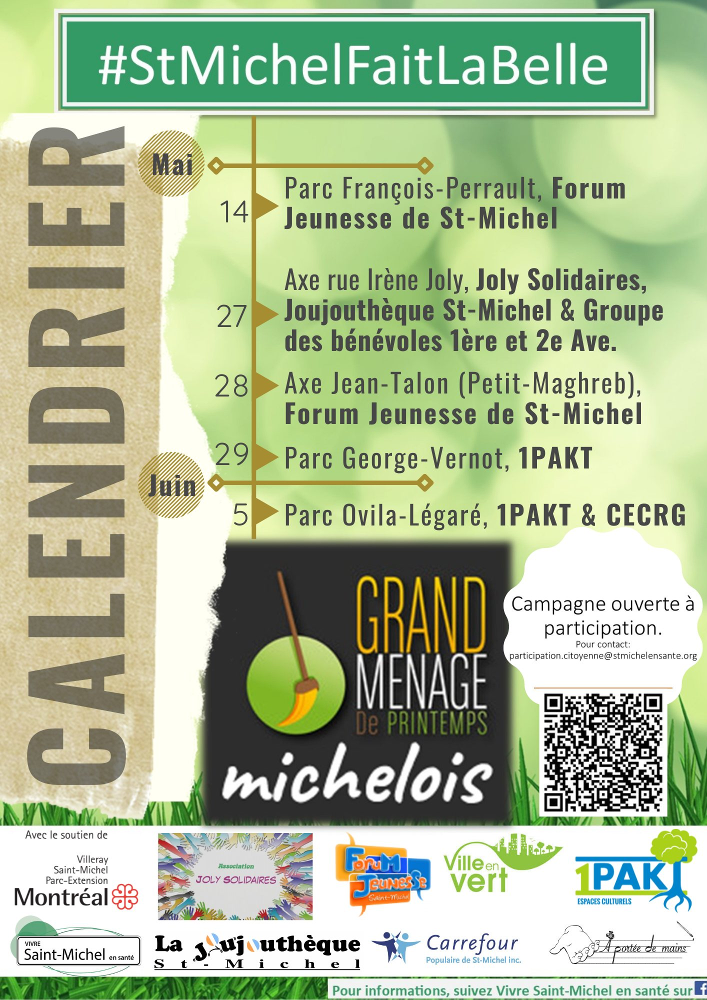 #StMichelFaitLaBelle
CALENDRIER
Mai
14
Parc François-Perrault, Forum
Jeunesse de St-Michel
27
Axe rue Irène Joly, Joly Solidaires,
Joujouthèque St-Michel & Groupe
des bénévoles 1ère et 2e Ave.
28
Axe Jean-Talon (Petit-Maghreb),
Forum Jeunesse de St-Michel
29
Parc George-Vernot, 1PAKT
Juin
5
Parc Ovila-Légaré, 1PAKT & CECRG
GRAND
MENAGE
De PRINTEMPS
michelois
Campagne ouverte à
participation.
Pour contact:
participation.citoyenne@stmichelensante.org
Avec le soutien de
Villeray
Saint-Michel
Parc-Extension
Montréal
Association
JOLY SOLIDAIRES
Forum
Jeunesse
Saint-Michel
Ville en
vert
1PAKT
ESPACES CULTURELS
VIVRE
Saint-Michel en santé
La Joujouthèque
St-Michel
Carrefour
Populaire de St-Michel inc.
A portée de mains
Pour informations, suivez Vivre Saint-Michel en santé sur f